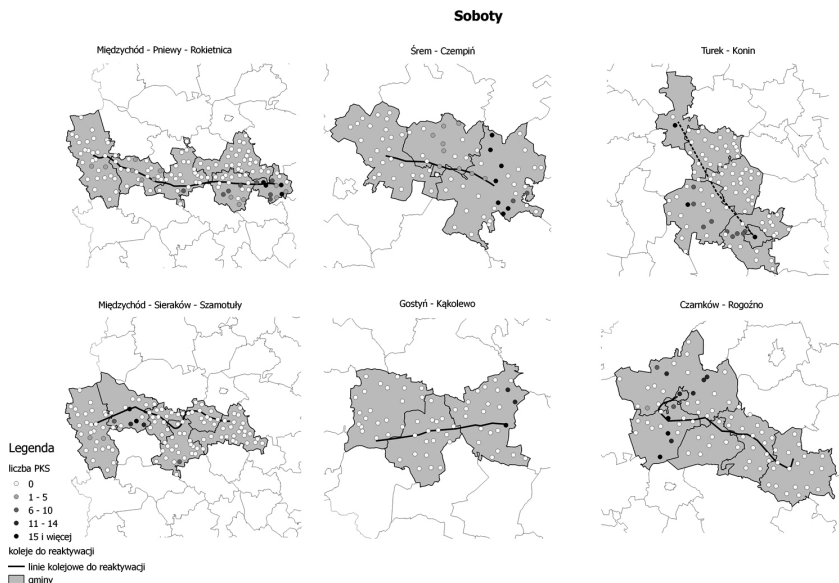 Soboty
Międzychód - Pniewy - Rokietnica
Śrem - Czempiń
Turek - Konin
Międzychód - Sieraków - Szamotuły
Gostyń - Kąkolewo
Czarnków - Rogoźno
Legenda
liczba PKS
0
1 - 5
6 - 10
11 - 14
15 i więcej
koleje do reaktywacji
linie kolejowe do reaktywacji
gminy